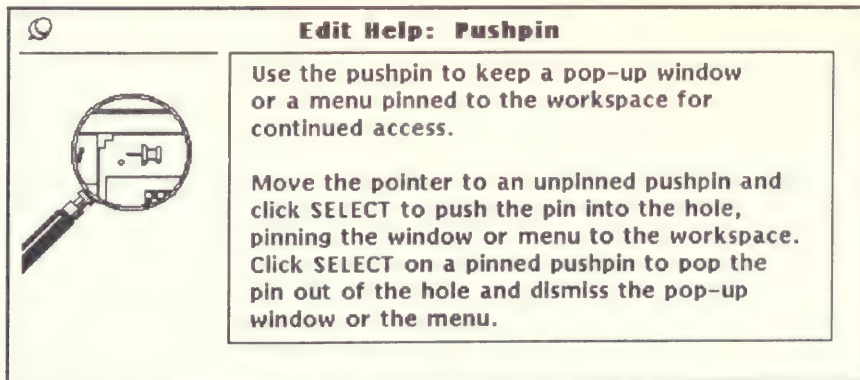 Edit Help: Pushpin
Use the pushpin to keep a pop-up window
or a menu pinned to the workspace for
continued access.
Move the pointer to an unpinned pushpin and
click SELECT to push the pin into the hole,
pinning the window or menu to the workspace.
Click SELECT on a pinned pushpin to pop the
pin out of the hole and dismiss the pop-up
window or the menu.